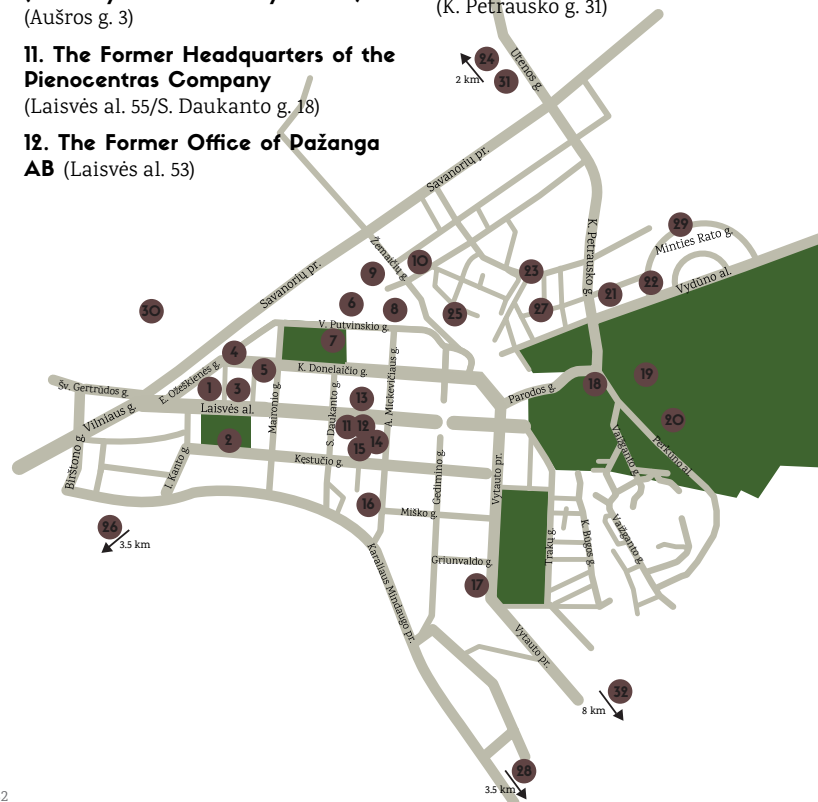 (Aušros g. 3)
11. The Former Headquarters of the
Pienocentras Company
(Laisvės al. 55/S. Daukanto g. 18)
12. The Former Office of Pažanga
AB (Laisvės al. 53)
(K. Petrausko g. 31)
24
2 km
31
Utenos g.
Savanorių pr.
29
Minties Rato g.
K. Petrausko g.
Žemaičių g.
10
9
23
22
Vydūno al.
21
Savanorių pr.
30
6
8
25
27
V. Putvinskio g.
7
4
5
K. Donelaičio g.
A. Mickevičiaus g.
E. Ožeškienės g.
Šv. Gertrūdos g.
1
3
Laisvės al.
Maironio g.
S. Daukanto g.
13
Parodos g.
18
19
20
Vilniaus g.
2
11
12
14
15
Vaižganto g.
Perkūno al.
Birštono g.
I. Kanto g.
Kęstučio g.
Gedimino g.
Vytauto pr.
16
Miško g.
26
3.5 km
Karaliaus Mindaugo pr.
Griunvaldo g.
17
Trakų g.
K. Būgos g.
Vaižganto g.
Vytauto pr.
32
8 km
28
3.5 km
2